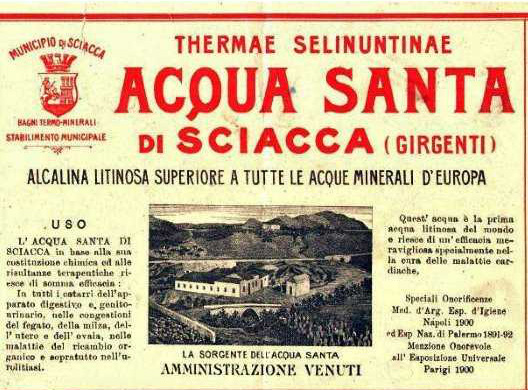 MUNICIPIO DI SCIACCA
BAGNI TERMO-MINERALI
STABILIMENTO MUNICIPALE
THERMAE SELINUNTINAE
ACQUA SANTA
DI SCIACCA (GIRGENTI)
ALCALINA LITINOSA SUPERIORE A TUTTE LE ACQUE MINERALI D'EUROPA
USO
L'ACQUA SANTA DI
SCIACCA in base alla sua
costituzione chimica ed alle
risultanze terapeutiche rie-
sce di somma efficacia:
In tutti i catarri dell'ap-
parato digestivo e, genito-
urinario, nelle congestioni
del fegato, della milza, del-
l'utero e dell'ovaia, nelle
malattie del ricambio or-
ganico e sopratutto nell'u-
rolitiasi.
LA SORGENTE DELL'ACQUA SANTA
AMMINISTRAZIONE VENUTI
Quest' acqua è la prima
acqua litinosa del mondo
e riesce di un' efficacia me-
ravigliosa specialmente nel-
la cura delle malattie car-
diache,
Speciali Onorificenze
Med. d'Arg. Esp. d'Igiene
Napoli 1900
ed Esp Naz. di Palermo 1891-92
Menzione Onorevole
all' Esposizione Universale
Parigi 1900